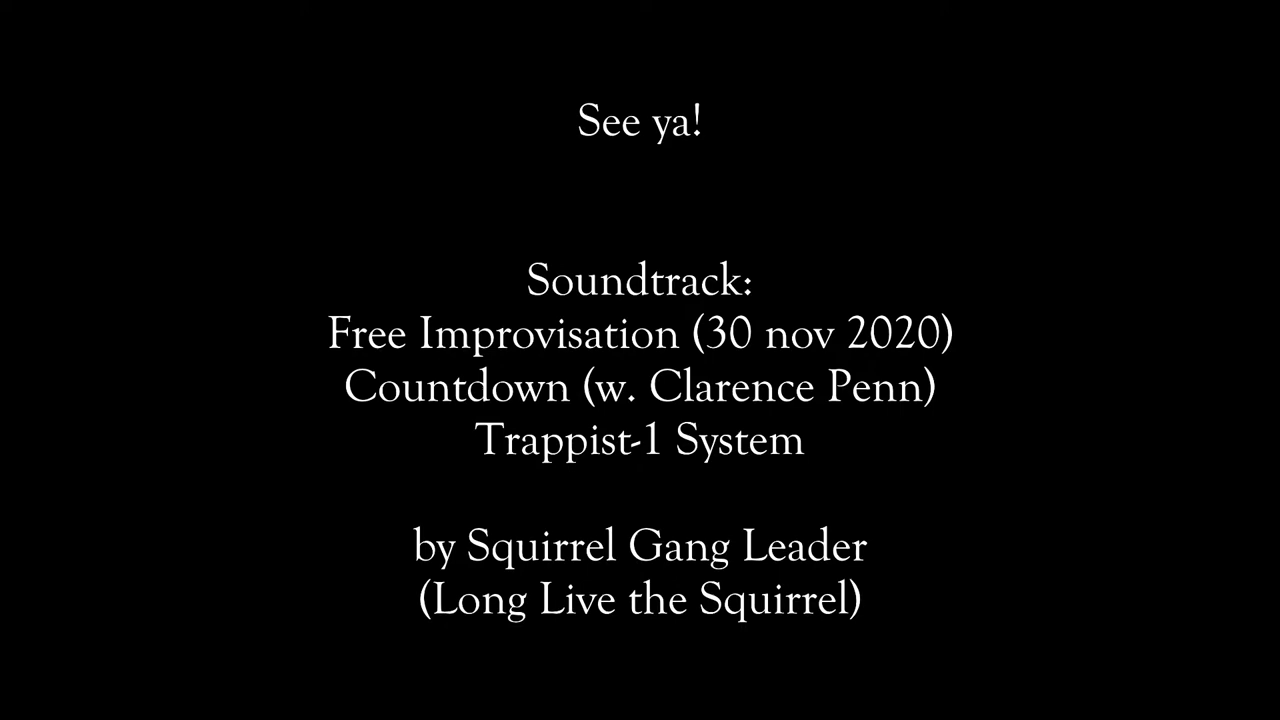 See ya!
Soundtrack:
Free Improvisation (30 nov 2020)
Countdown (w. Clarence Penn)
Trappist-1 System
by Squirrel Gang Leader
(Long Live the Squirrel)